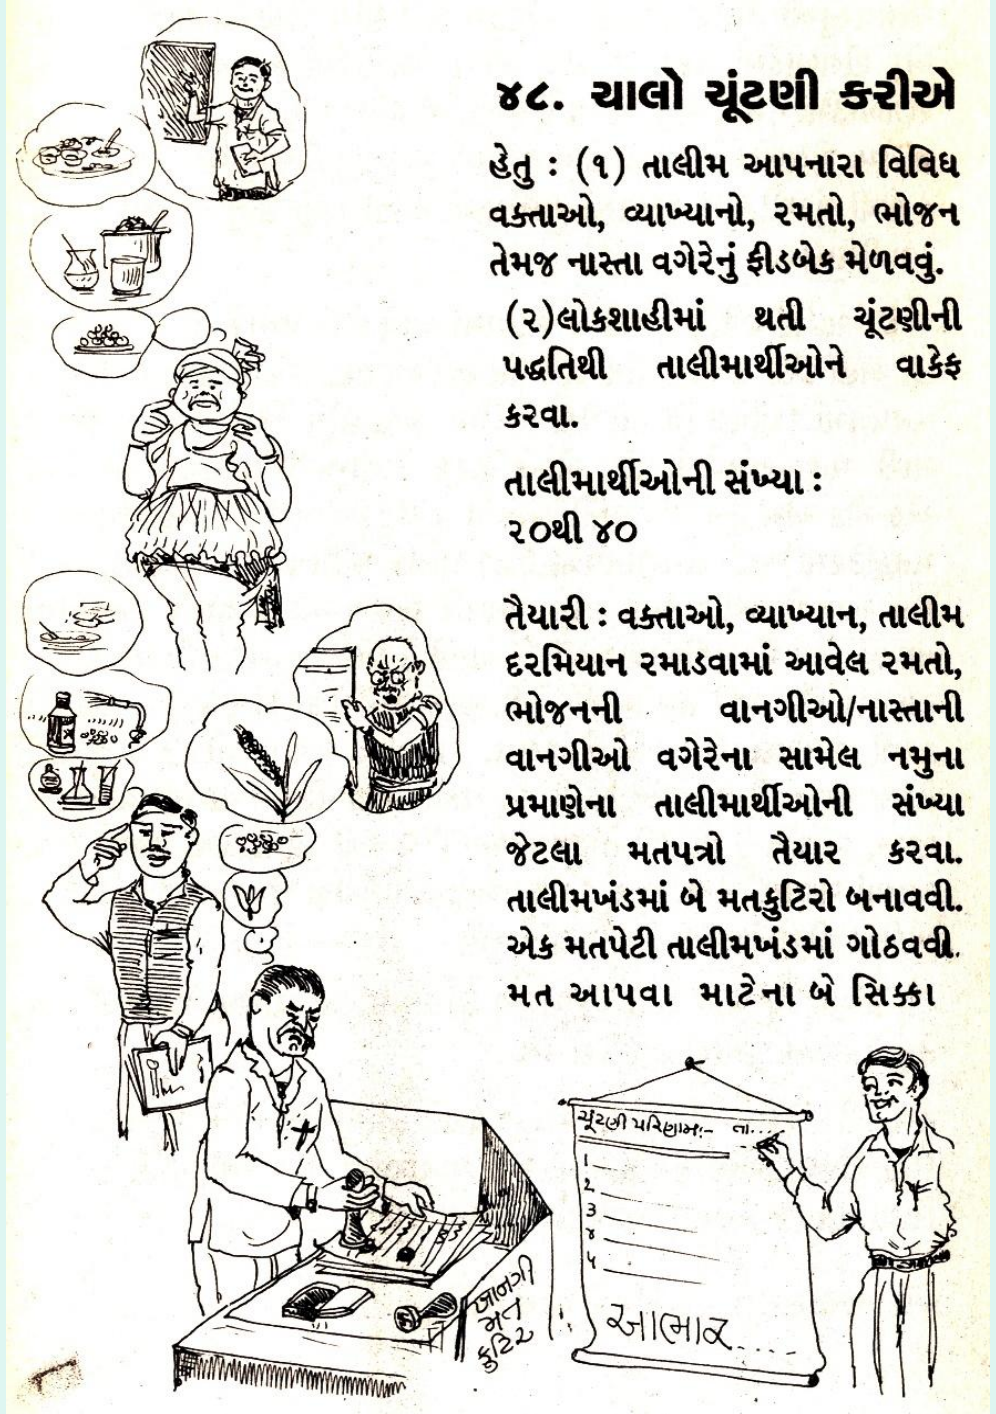 ૪૮. ચાલો ચૂંટણી કરીએ
હેતુ : (૧) તાલીમ આપનારા વિવિધ
વક્તાઓ, વ્યાખ્યાનો, રમતો, ભોજન
તેમજ નાસ્તા વગેરેનું ફીડબેક મેળવવું.
(૨)લોકશાહીમાં થતી ચૂંટણીની
પદ્ધતિથી તાલીમાર્થીઓને વાકેફ
કરવા.
તાલીમાર્થીઓની સંખ્યા :
૨૦થી ૪૦
તૈયારી : વક્તાઓ, વ્યાખ્યાન, તાલીમ
દરમિયાન રમાડવામાં આવેલ રમતો,
ભોજનની વાનગીઓ/નાસ્તાની
વાનગીઓ વગેરેના સામેલ નમુના
પ્રમાણેના તાલીમાર્થીઓની સંખ્યા
જેટલા મતપત્રો તૈયાર કરવા.
તાલીમખંડમાં બે મતકુટિરો બનાવવી.
એક મતપેટી તાલીમખંડમાં ગોઠવવી.
મત આપવા માટેના બે સિક્કા
ચૂંટણી પરિણામ:- તા....
1
2
3
૪
૫
આભાર
ખાનગી
મત
કુટિર